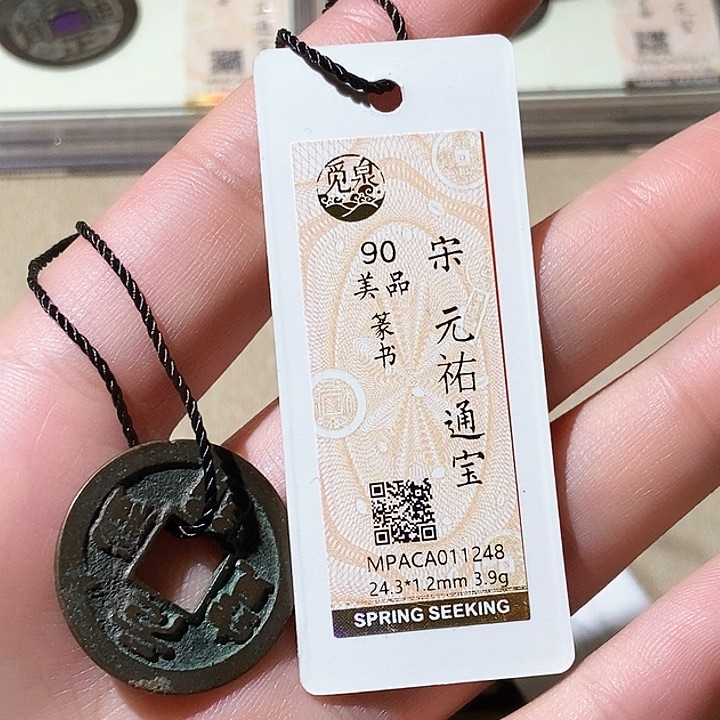 觅泉
宋 元祐通宝
90
美品
篆书
MPACA011248
24.3*1.2mm 3.9g
SPRING SEEKING